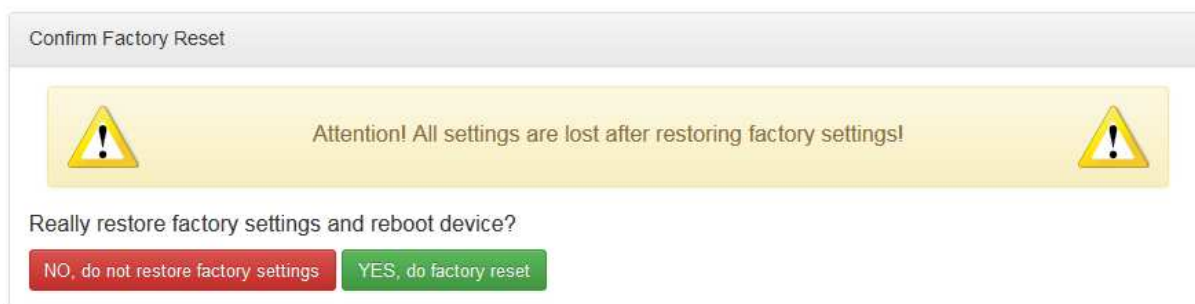 Confirm Factory Reset
Attention! All settings are lost after restoring factory settings!
Really restore factory settings and reboot device?
NO, do not restore factory settings
YES, do factory reset